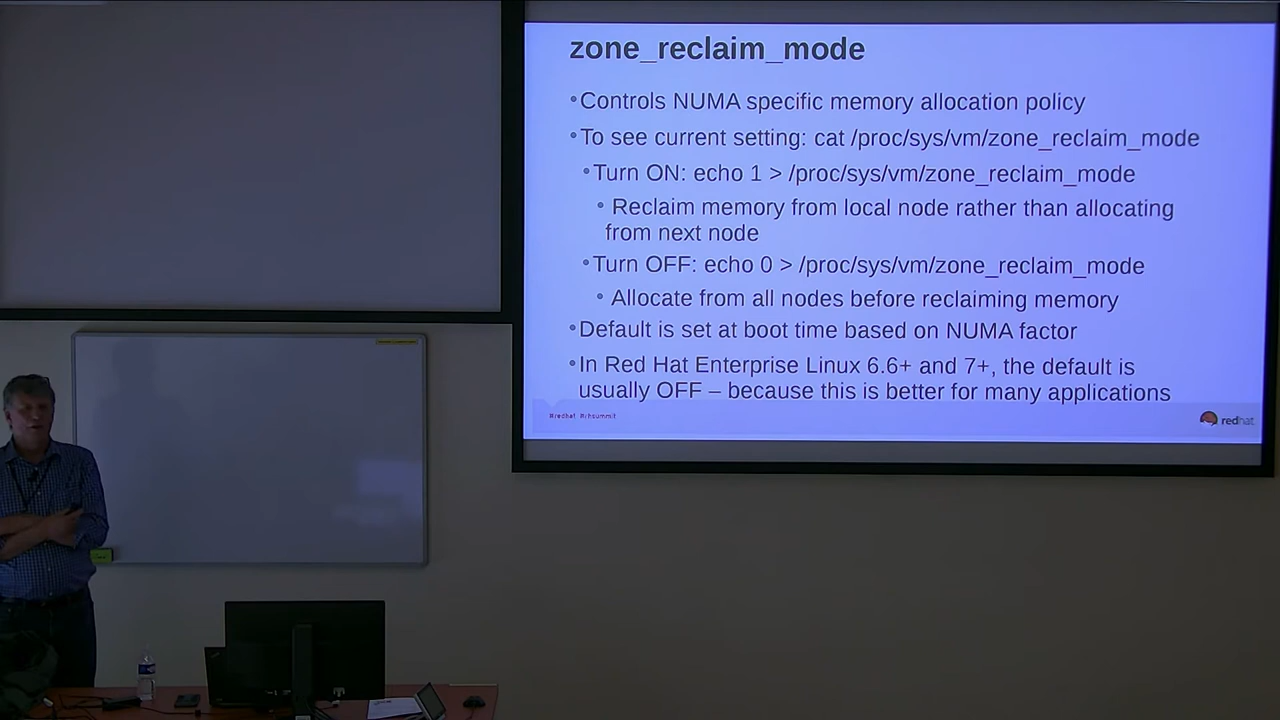 zone_reclaim_mode
•Controls NUMA specific memory allocation policy
•To see current setting: cat /proc/sys/vm/zone_reclaim_mode
•Turn ON: echo 1 > /proc/sys/vm/zone_reclaim_mode
• Reclaim memory from local node rather than allocating
from next node
•Turn OFF: echo 0 > /proc/sys/vm/zone_reclaim_mode
• Allocate from all nodes before reclaiming memory
•Default is set at boot time based on NUMA factor
•In Red Hat Enterprise Linux 6.6+ and 7+, the default is
usually OFF – because this is better for many applications
#redhat #rhsummit
redhat.